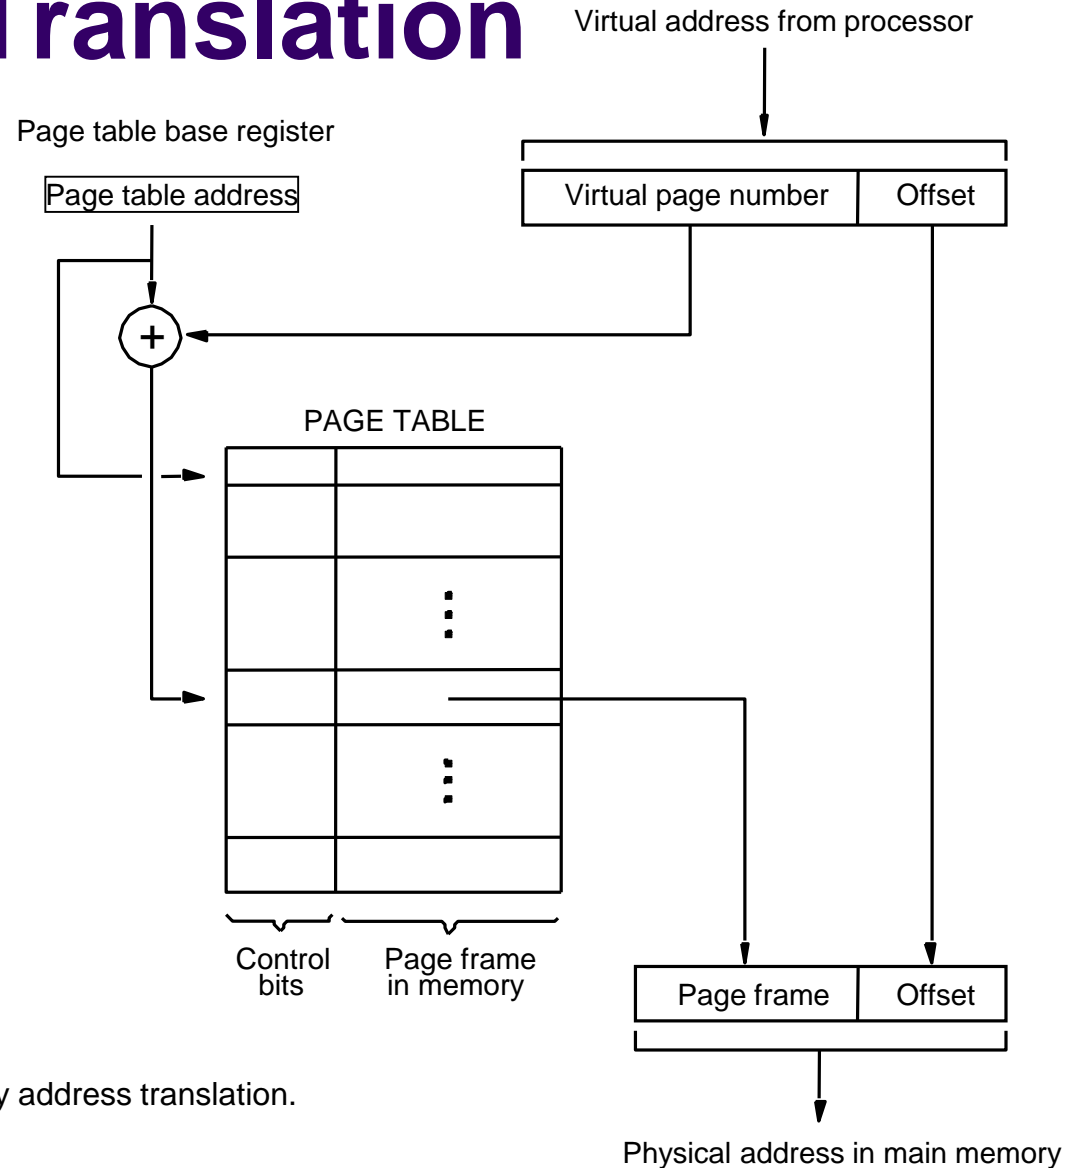 Translation
Virtual address from processor
Page table base register
Page table address
Virtual page number
Offset
+
PAGE TABLE
Control
bits
Page frame
in memory
Page frame
Offset
address translation.
Physical address in main memory